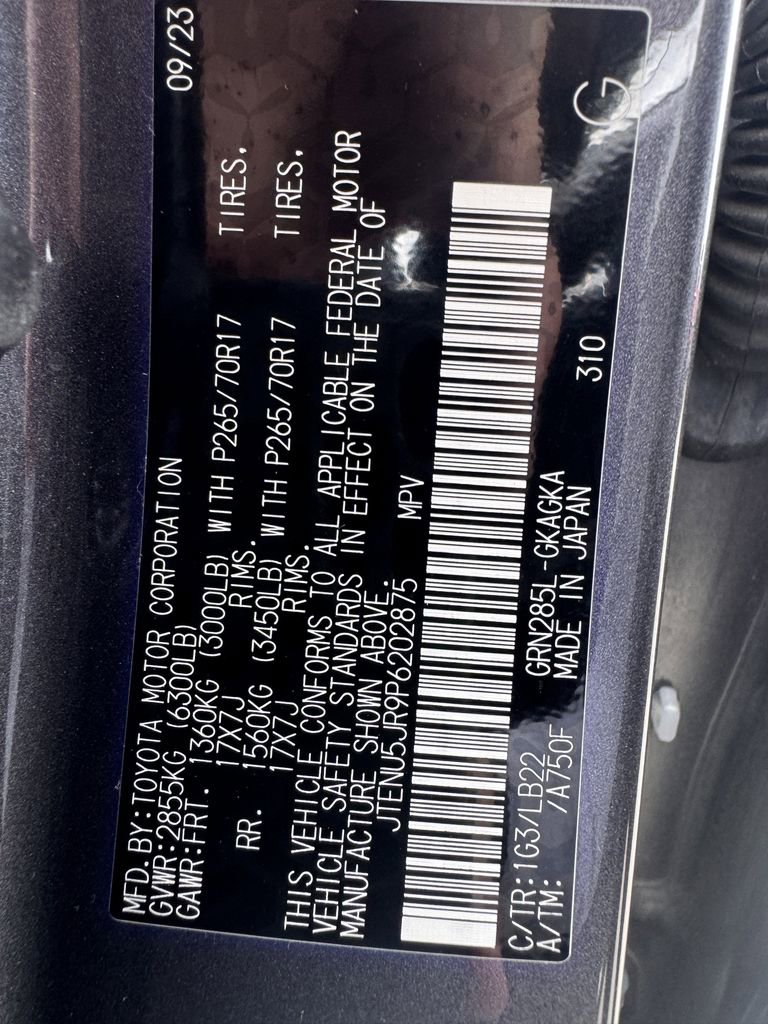 MFD.BY:TOYOTA MOTOR CORPORATION 09/23
GVWR:2855KG (6300LB)
GAWR:FRT. 1360KG (3000LB) WITH P265/70R17 TIRES,
17X7J RIMS.
RR. 1560KG (3450LB) WITH P265/70R17 TIRES,
17X7J RIMS.
THIS VEHICLE CONFORMS TO ALL APPLICABLE FEDERAL MOTOR
VEHICLE SAFETY STANDARDS IN EFFECT ON THE DATE OF
MANUFACTURE SHOWN ABOVE.
JTENU5JR9P6202875 MPV
C/TR:1G3/LB22 GRN285L-GKAGKA 310 G
A/TM: /A750F MADE IN JAPAN